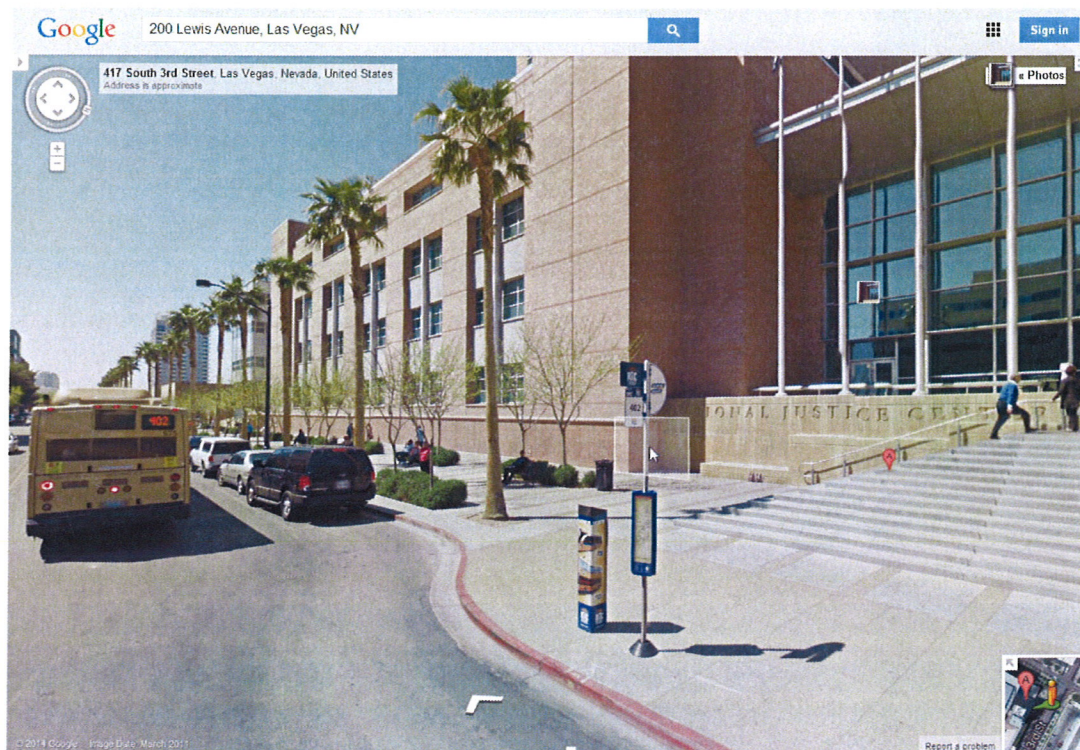 Google
200 Lewis Avenue, Las Vegas, NV
Sign in
417 South 3rd Street, Las Vegas, Nevada, United States
Address is approximate
« Photos
402
402
IONAL JUSTICE CE
A
A
© 2014 Google
Image Date: March 2011
Report a problem